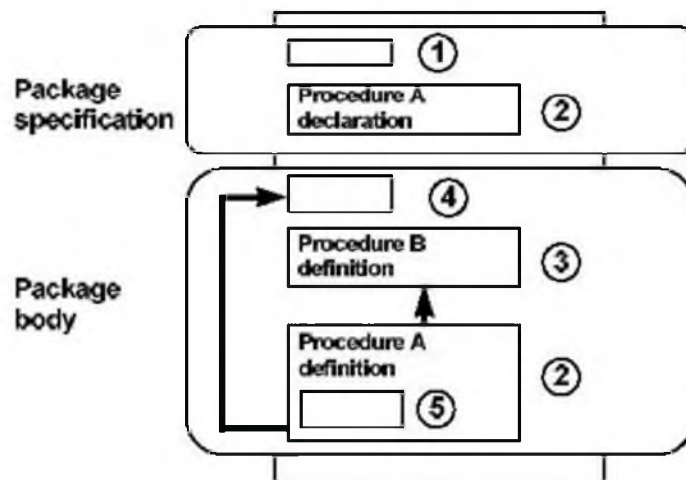 1
Package
specification
Procedure A
declaration
2
4
Procedure B
definition
3
Package
body
Procedure A
definition
2
5